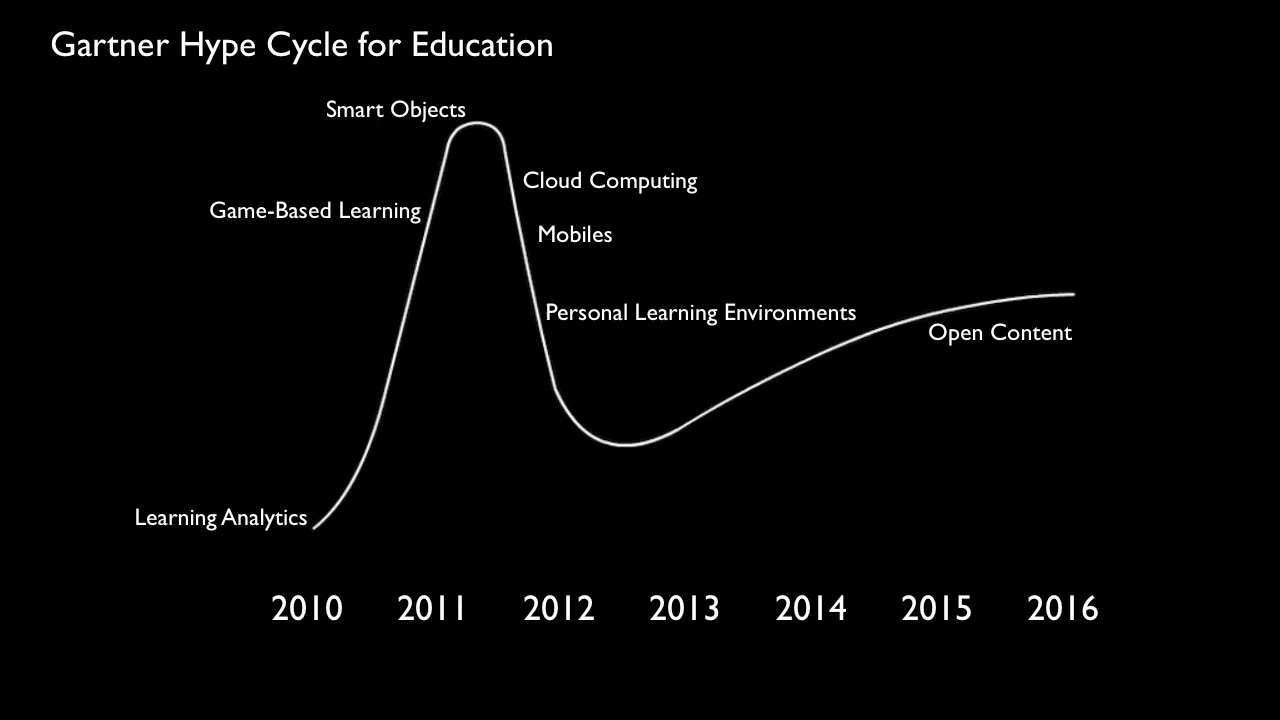 Gartner Hype Cycle for Education
Smart Objects
Cloud Computing
Game-Based Learning
Mobiles
Personal Learning Environments
Open Content
Learning Analytics
2010 2011 2012 2013 2014 2015 2016